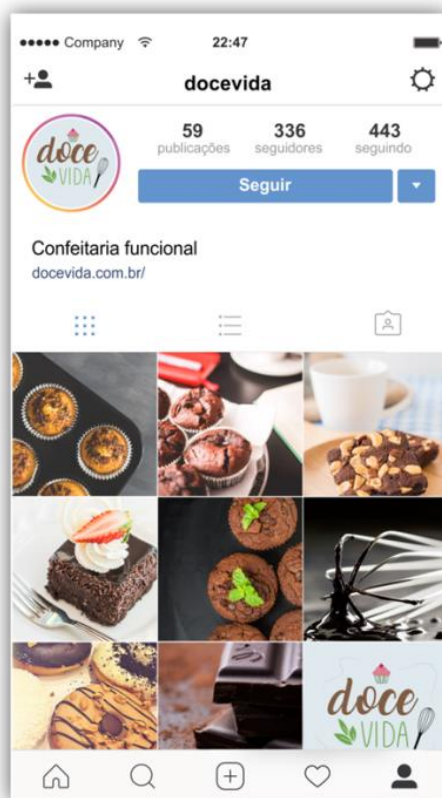 Company 22:47
docevida
59 336 443
publicações seguidores seguindo
Seguir
doce
VIDA
Confeitaria funcional
docevida.com.br/
doce
VIDA